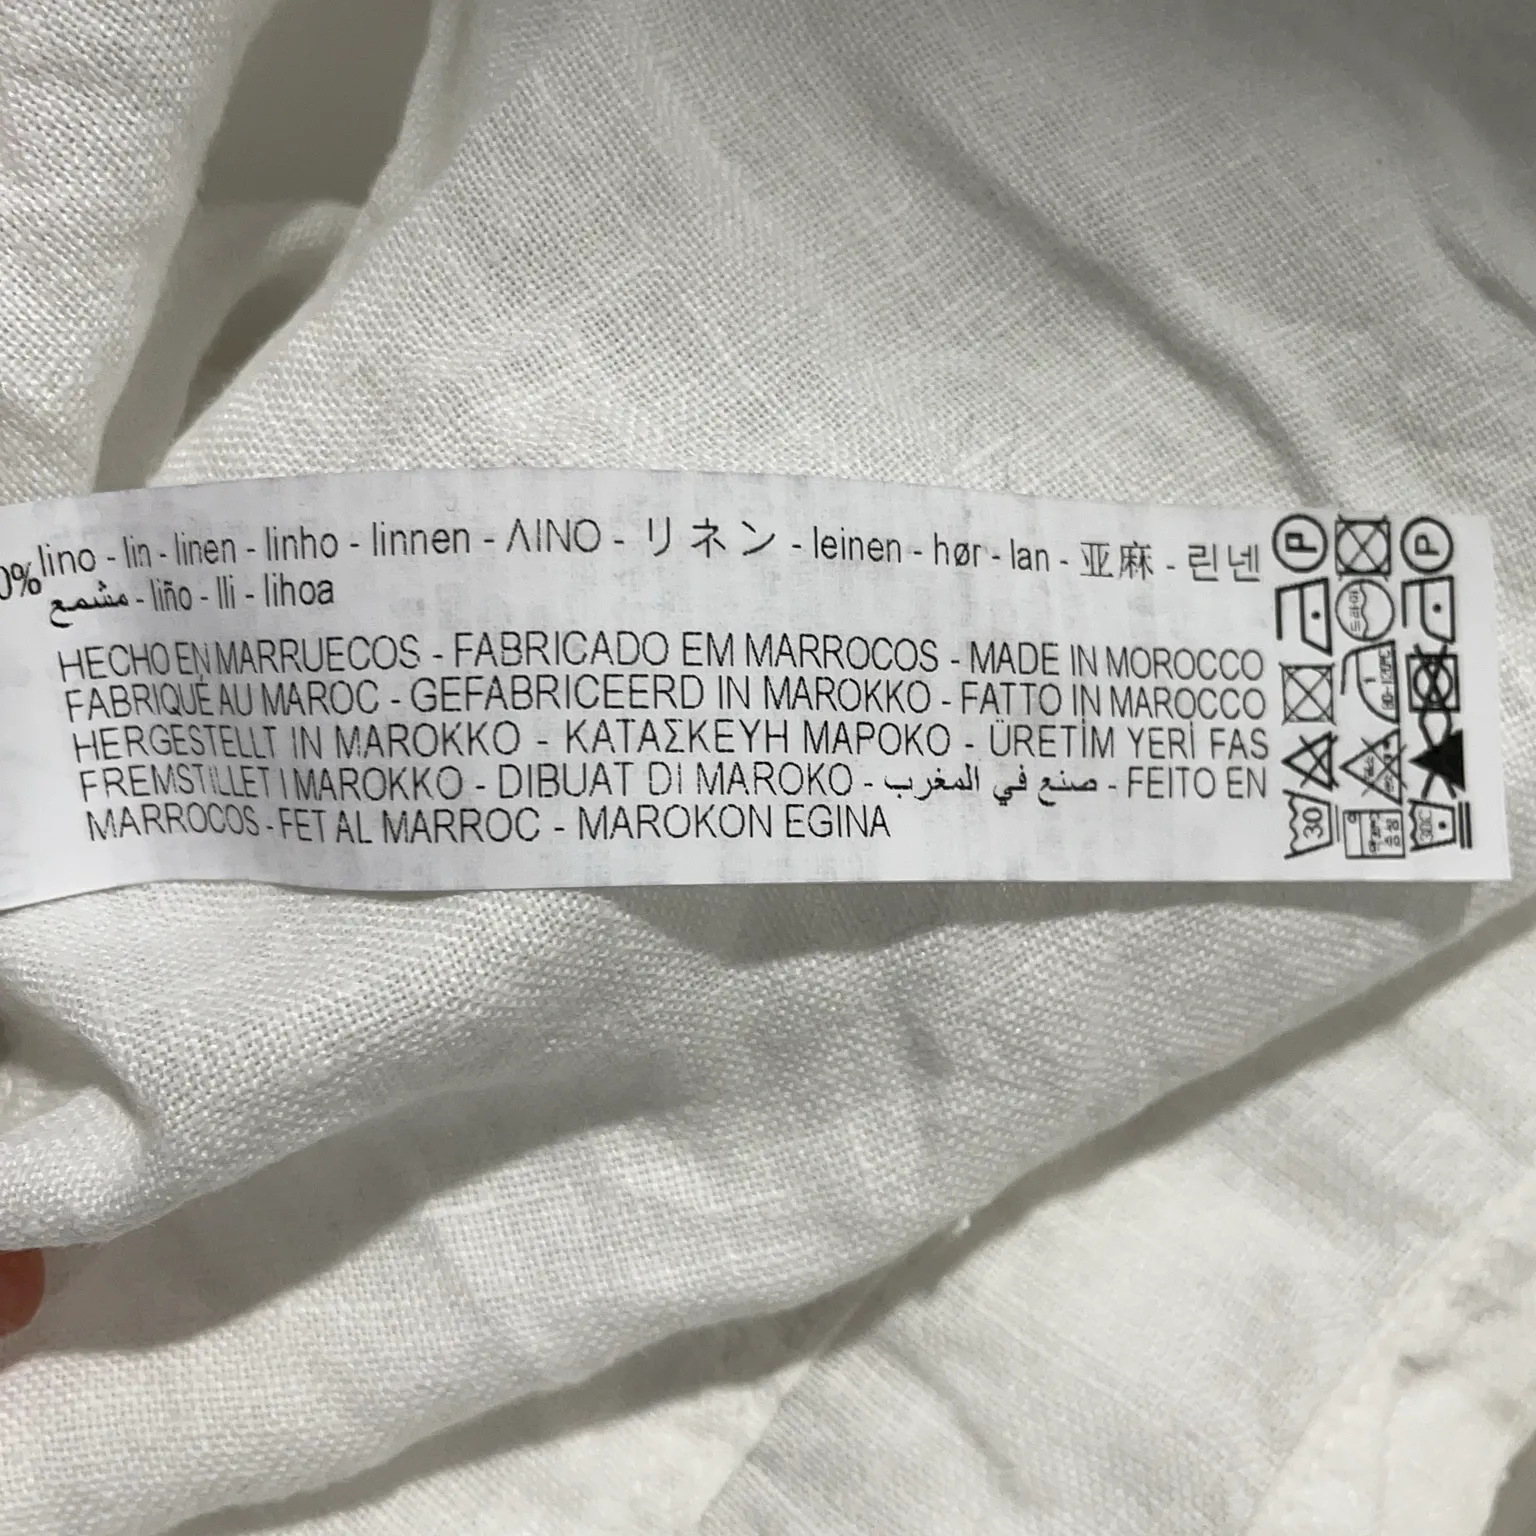 0% lino - lin - linen - linho - linnen - ΛΙΝΟ - リネン - leinen - hør - lan - 亚麻 - 린넨
مشمع - liño - lli - lihoa
HECHO EN MARRUECOS - FABRICADO EM MARROCOS - MADE IN MOROCCO
FABRIQUÉ AU MAROC - GEFABRICEERD IN MAROKKO - FATTO IN MAROCCO
HERGESTELLT IN MAROKKO - ΚΑΤΑΣΚΕΥΗ ΜΑΡΟΚΟ - ÜRETİM YERİ FAS
FREMSTILLET I MAROKKO - DIBUAT DI MAROKO - صنع في المغرب - FEITO EN
MARROCOS - FET AL MARROC - MAROKON EGINA
P
P
30
30C